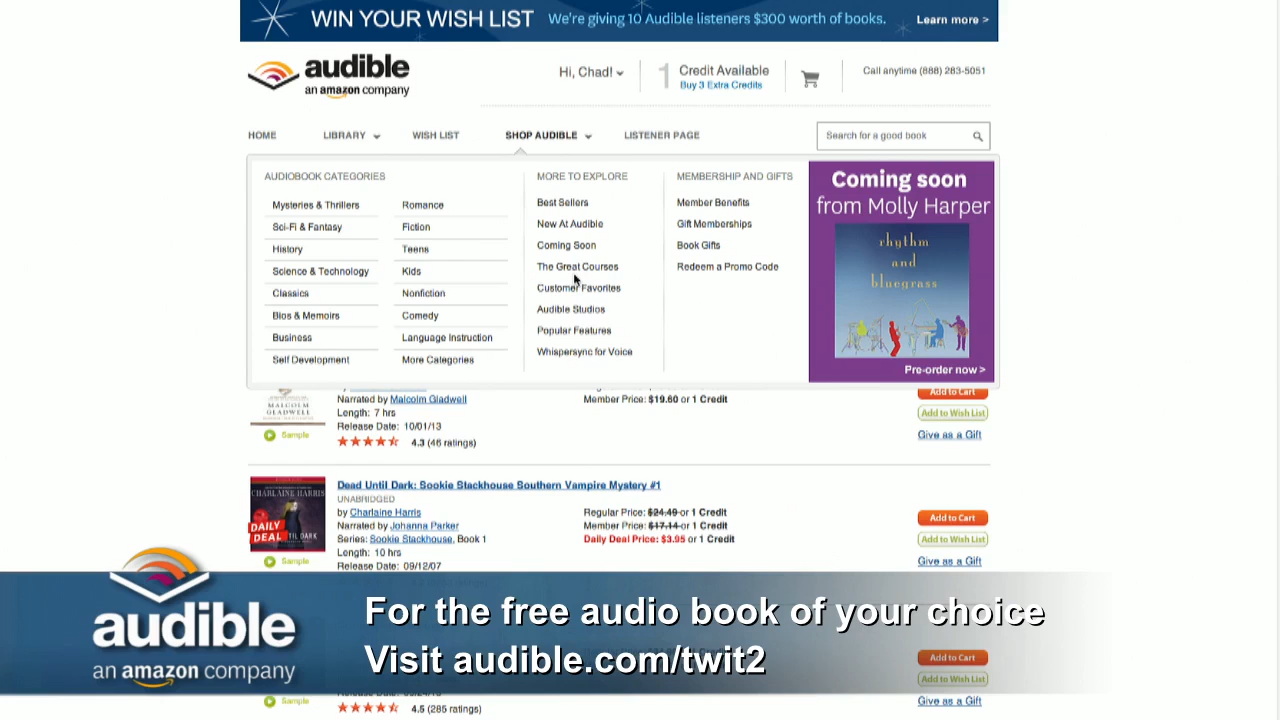 WIN YOUR WISH LIST We're giving 10 Audible listeners $300 worth of books. Learn more >
audible
an amazon company
Hi, Chad!
1 Credit Available
Buy 3 Extra Credits
Call anytime (888) 283-5051
HOME LIBRARY WISH LIST SHOP AUDIBLE LISTENER PAGE
Search for a good book
AUDIOBOOK CATEGORIES
Mysteries & Thrillers
Sci-Fi & Fantasy
History
Science & Technology
Classics
Bios & Memoirs
Business
Self Development
Romance
Fiction
Teens
Kids
Nonfiction
Comedy
Language Instruction
More Categories
MORE TO EXPLORE
Best Sellers
New At Audible
Coming Soon
The Great Courses
Customer Favorites
Audible Studios
Popular Features
Whispersync for Voice
MEMBERSHIP AND GIFTS
Member Benefits
Gift Memberships
Book Gifts
Redeem a Promo Code
Coming soon
from Molly Harper
rhythm
and
bluegrass
Pre-order now >
MALCOLM
GLADWELL
Sample
Narrated by Malcolm Gladwell
Length: 7 hrs
Release Date: 10/01/13
4.3 (46 ratings)
Member Price: $19.60 or 1 Credit
Add to Cart
Add to Wish List
Give as a Gift
CHARLAINE HARRIS
DAILY
DEAL
TIL DARK
Sample
Dead Until Dark: Sookie Stackhouse Southern Vampire Mystery #1
UNABRIDGED
by Charlaine Harris
Narrated by Johanna Parker
Series: Sookie Stackhouse, Book 1
Length: 10 hrs
Release Date: 09/12/07
Regular Price: $24.49 or 1 Credit
Member Price: $17.14 or 1 Credit
Daily Deal Price: $3.95 or 1 Credit
Add to Cart
Add to Wish List
Give as a Gift
audible
an amazon company
For the free audio book of your choice
Visit audible.com/twit2
Add to Cart
Add to Wish List
Give as a Gift
Sample
4.5 (285 ratings)